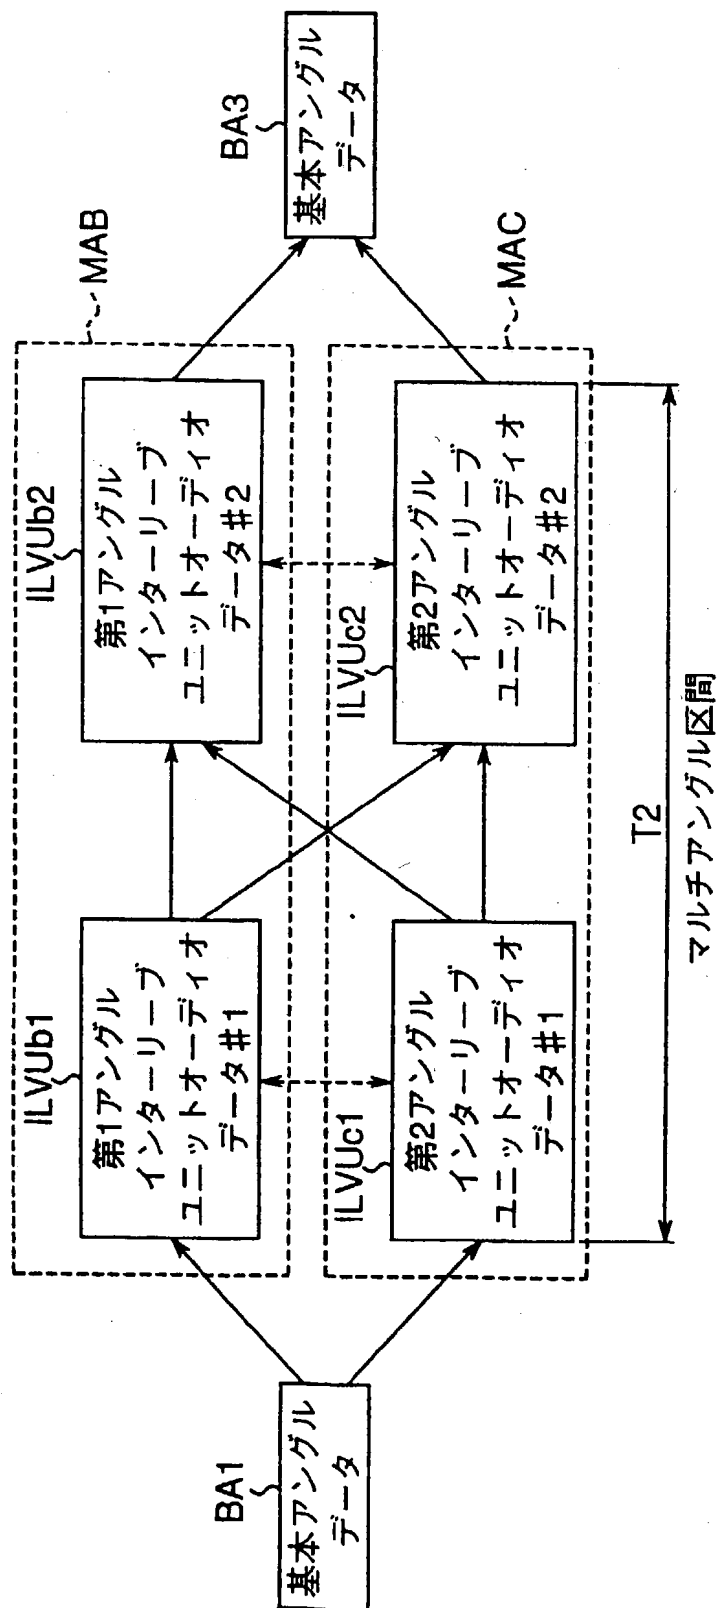 BA1
基本アングル
データ
MAB
ILVUb1
第1アングル
インターリーブ
ユニットオーディオ
データ#1
ILVUb2
第1アングル
インターリーブ
ユニットオーディオ
データ#2
ILVUc1
第2アングル
インターリーブ
ユニットオーディオ
データ#1
ILVUc2
第2アングル
インターリーブ
ユニットオーディオ
データ#2
MAC
BA3
基本アングル
データ
T2
マルチアングル区間